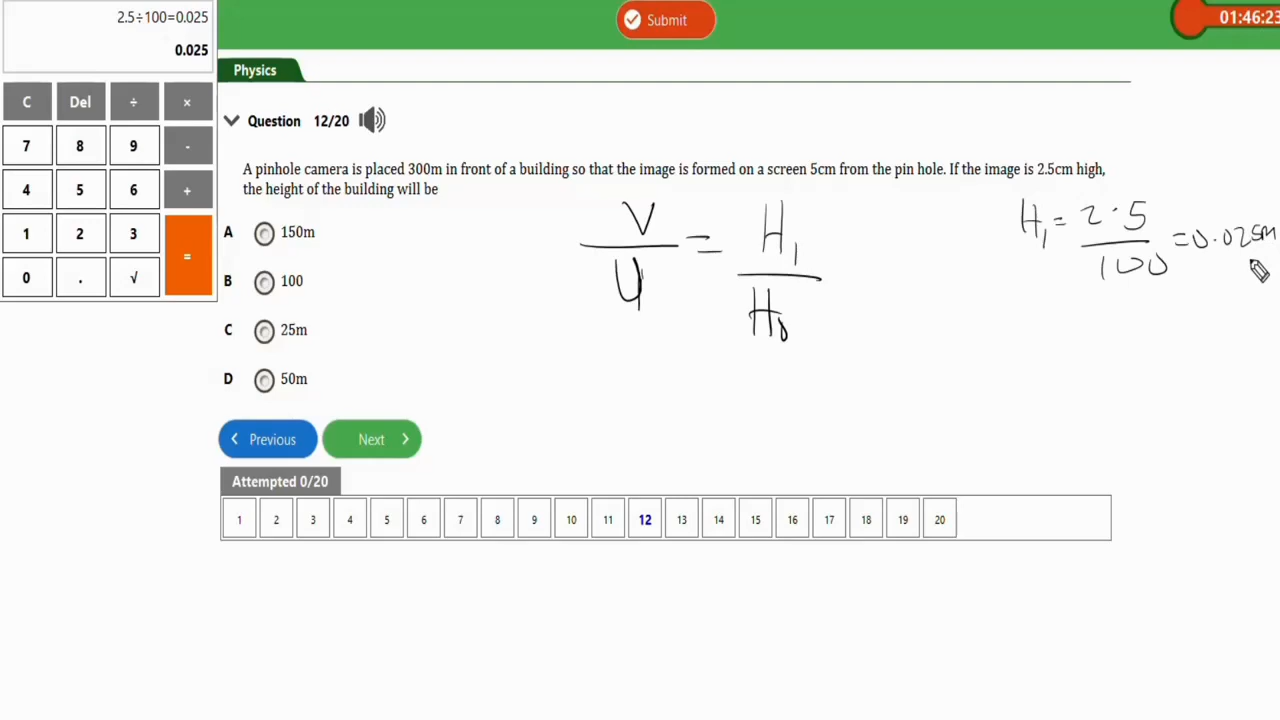 2.5÷100=0.025
0.025
C Del ÷ ×
7 8 9 -
4 5 6 +
1 2 3 =
0 . √
Submit
01:46:23
Physics
Question 12/20
A pinhole camera is placed 300m in front of a building so that the image is formed on a screen 5cm from the pin hole. If the image is 2.5cm high,
the height of the building will be
A 150m
B 100
C 25m
D 50m
V/U = H₁/H₀
H₁ = 2.5/100 = 0.025m
Previous
Next
Attempted 0/20
1 2 3 4 5 6 7 8 9 10 11 12 13 14 15 16 17 18 19 20